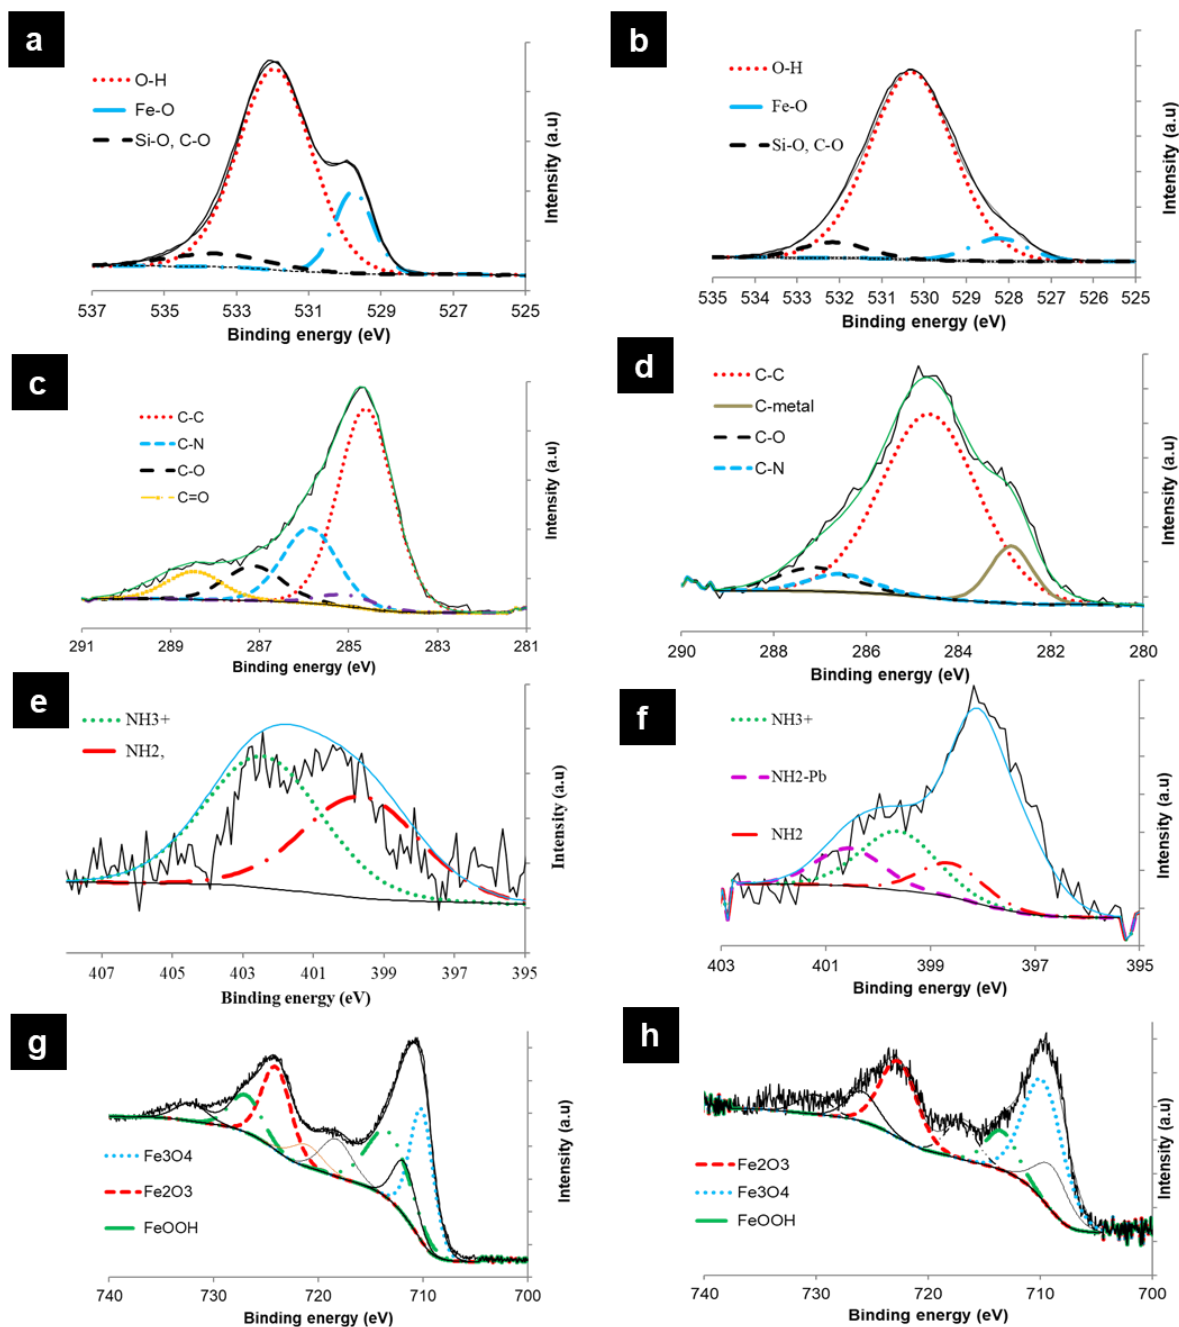 a
O-H
Fe-O
Si-O, C-O
Intensity (a.u)
537 535 533 531 529 527 525
Binding energy (eV)
b
O-H
Fe-O
Si-O, C-O
Intensity (a.u)
535 534 533 532 531 530 529 528 527 526 525
Binding energy (eV)
c
C-C
C-N
C-O
C=O
Intensity (a.u)
291 289 287 285 283 281
Binding energy (eV)
d
C-C
C-metal
C-O
C-N
Intensity (a.u)
290 288 286 284 282 280
Binding energy (eV)
e
NH3+
NH2,
Intensity (a.u)
407 405 403 401 399 397 395
Binding energy (eV)
f
NH3+
NH2-Pb
NH2
Intensity (a.u)
403 401 399 397 395
Binding energy (eV)
g
Fe3O4
Fe2O3
FeOOH
Intensity (a.u)
740 730 720 710 700
Binding energy (eV)
h
Fe2O3
Fe3O4
FeOOH
Intensity (a.u)
740 730 720 710 700
Binding energy (eV)